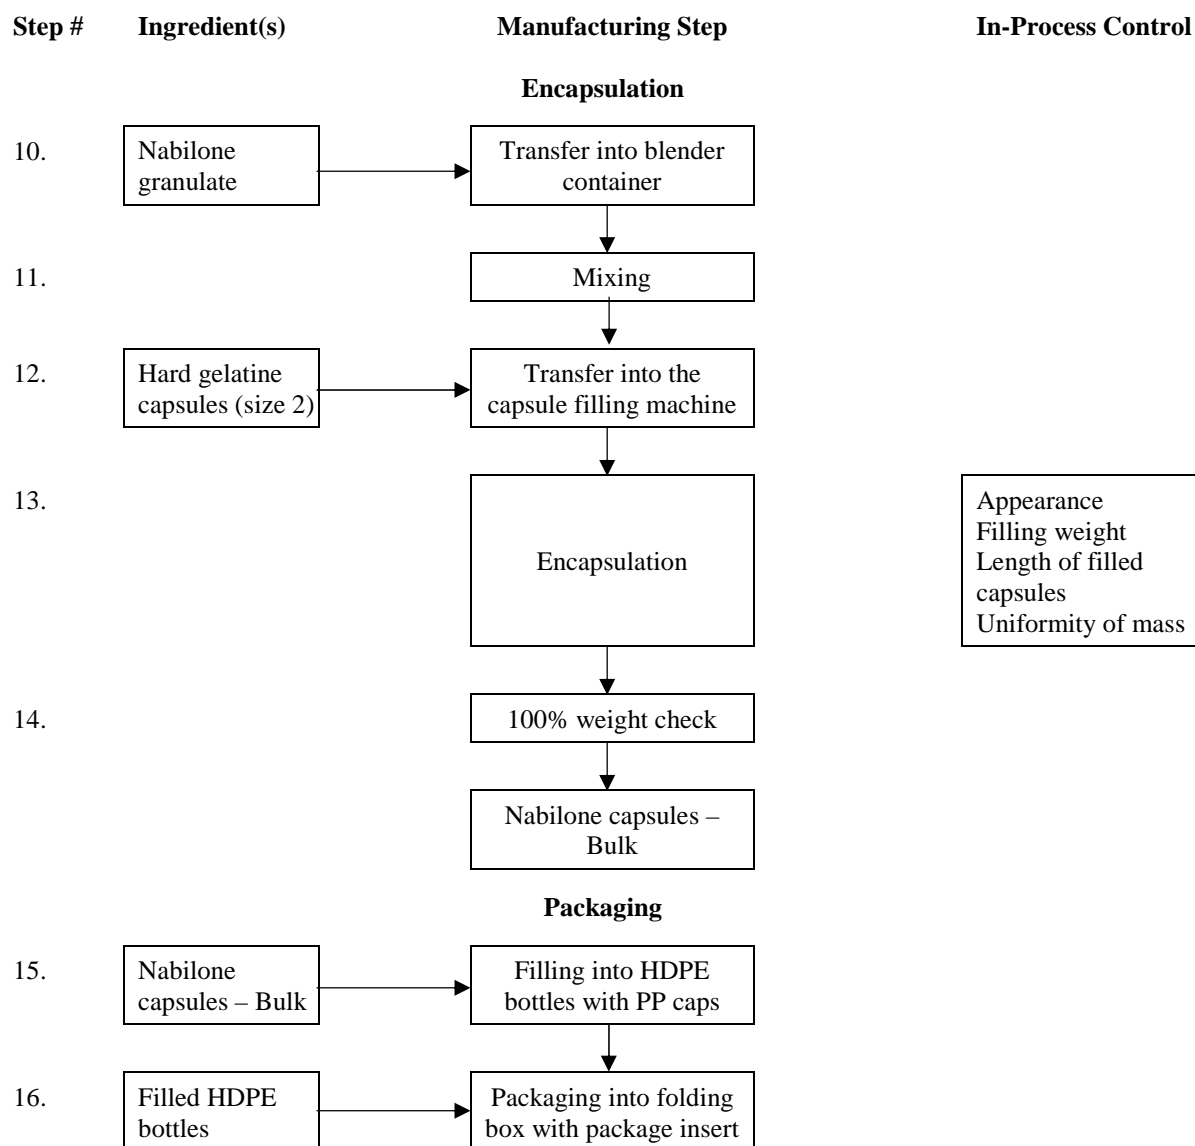 Step # Ingredient(s) Manufacturing Step In-Process Control
Encapsulation
10. Nabilone granulate Transfer into blender container
11. Mixing
12. Hard gelatine capsules (size 2) Transfer into the capsule filling machine
13. Encapsulation
Appearance
Filling weight
Length of filled
capsules
Uniformity of mass
14. 100% weight check
Nabilone capsules –
Bulk
Packaging
15. Nabilone capsules – Bulk Filling into HDPE bottles with PP caps
16. Filled HDPE bottles Packaging into folding box with package insert